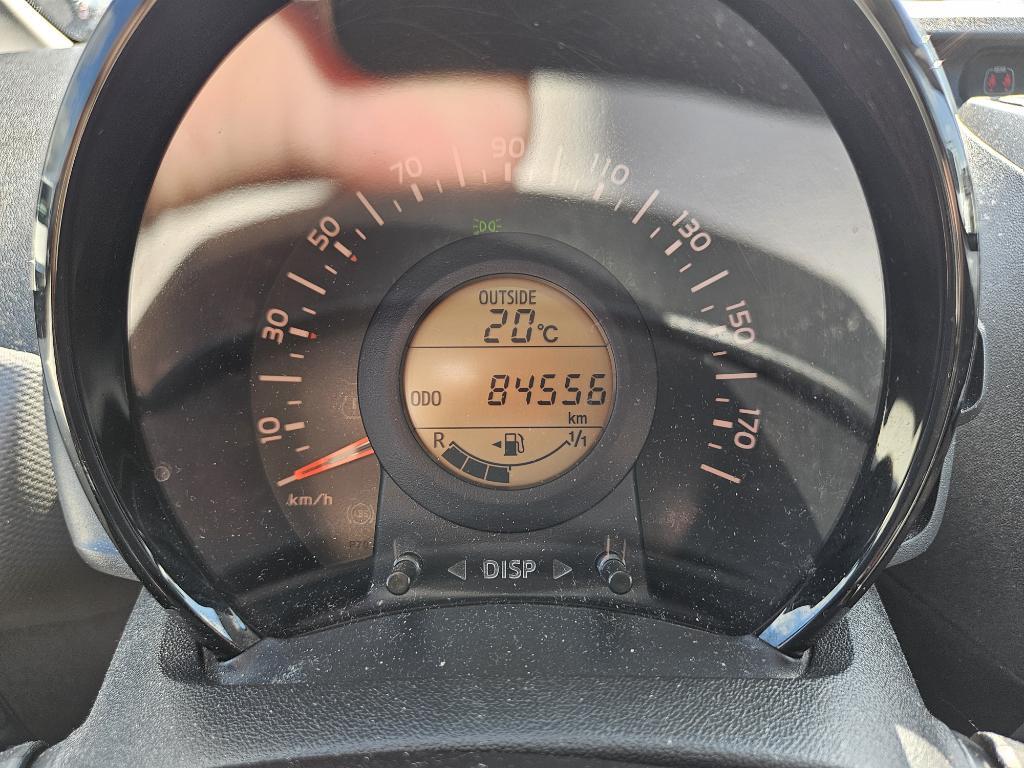 90
70
110
50
130
OUTSIDE
20°C
30
150
ODO 84556
km
10
170
R 1/1
km/h
◄ DISP ►